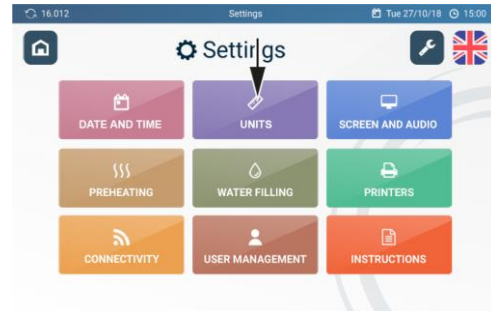 16.012 Settings Tue 27/10/18 15:00
Settings
DATE AND TIME UNITS SCREEN AND AUDIO
PREHEATING WATER FILLING PRINTERS
CONNECTIVITY USER MANAGEMENT INSTRUCTIONS